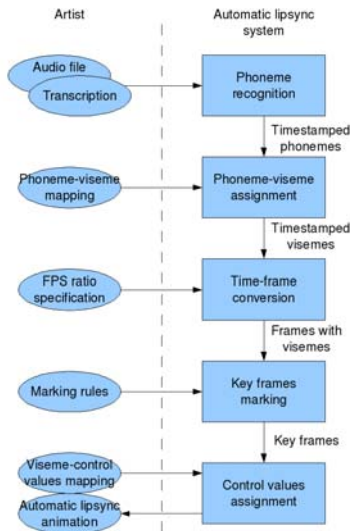 Artist
Automatic lipsync
system
Audio file
Transcription
Phoneme
recognition
Timestamped
phonemes
Phoneme-viseme
mapping
Phoneme-viseme
assignment
Timestamped
visemes
FPS ratio
specification
Time-frame
conversion
Frames with
visemes
Marking rules
Key frames
marking
Key frames
Viseme-control
values mapping
Control values
assignment
Automatic lipsync
animation